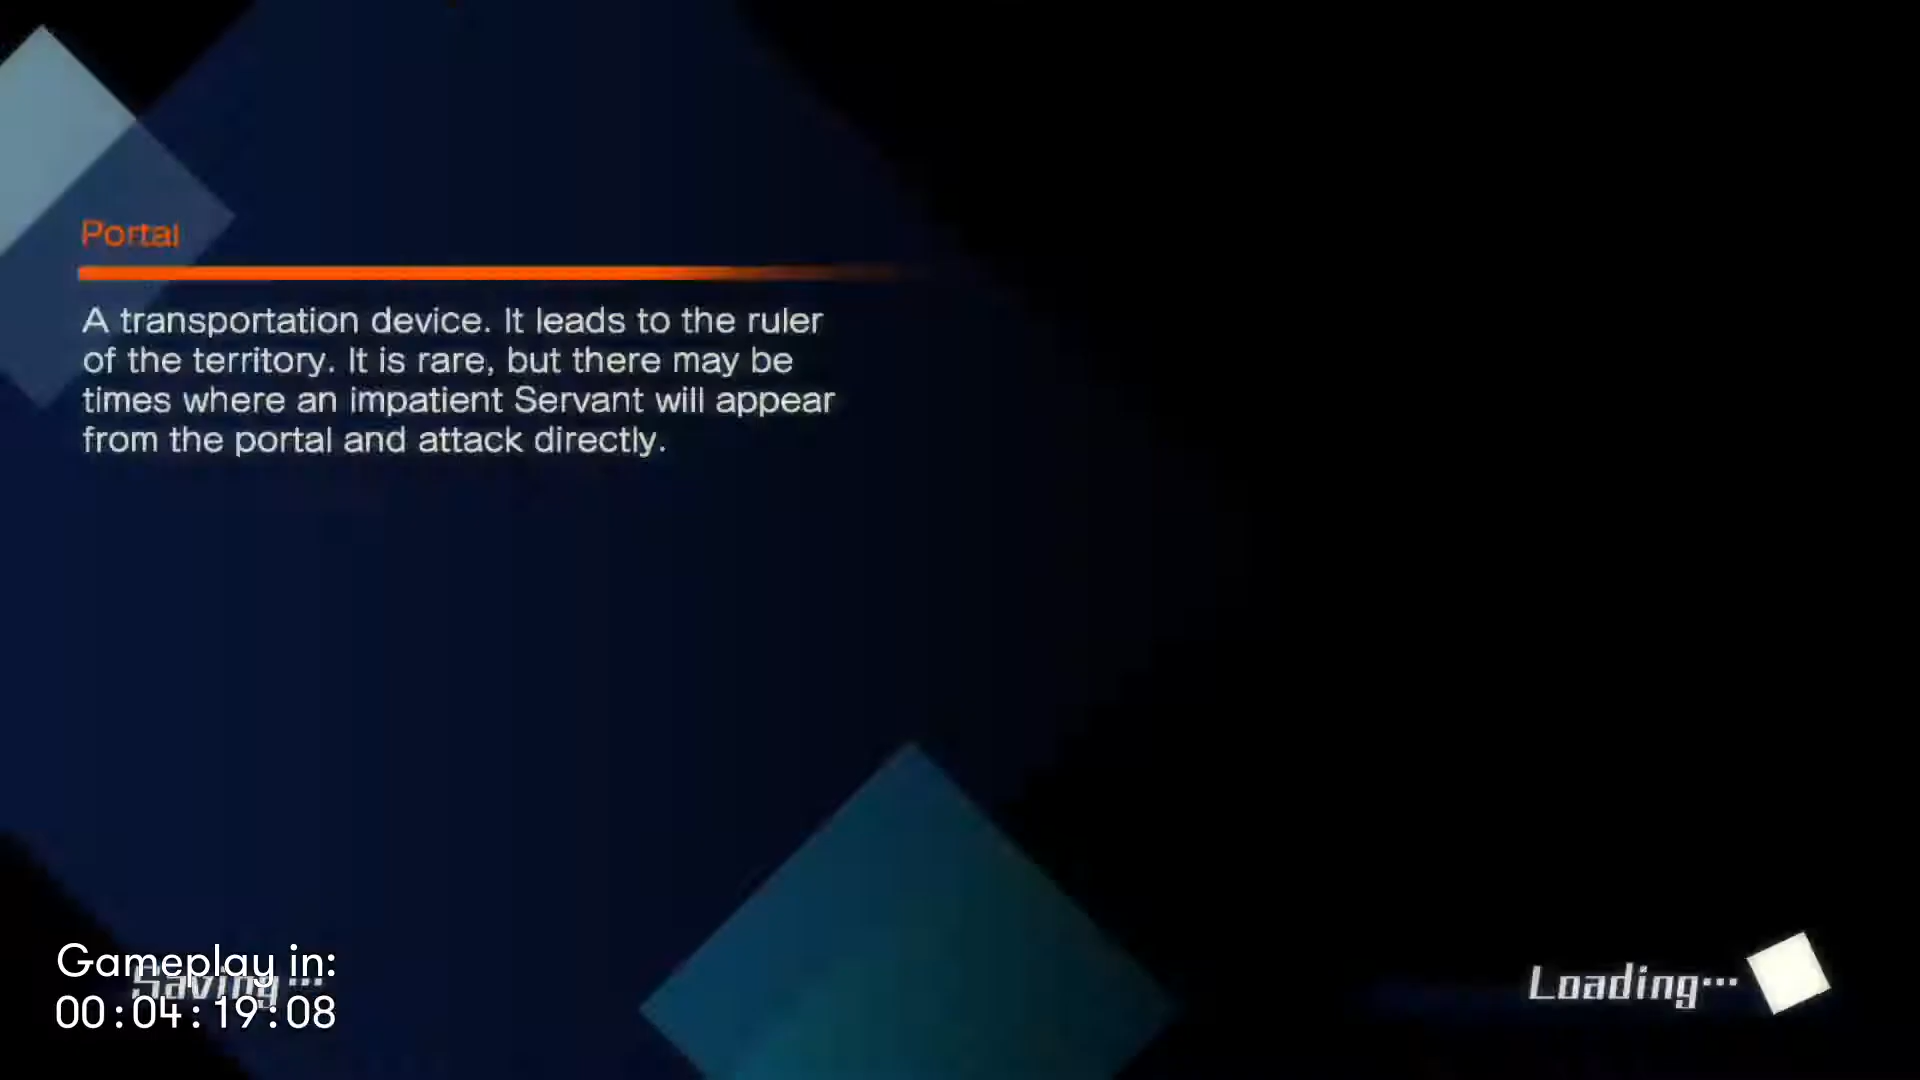 Portal
A transportation device. It leads to the ruler
of the territory. It is rare, but there may be
times where an impatient Servant will appear
from the portal and attack directly.
Gameplay in:
Saving...
00:04:19:08
Loading...